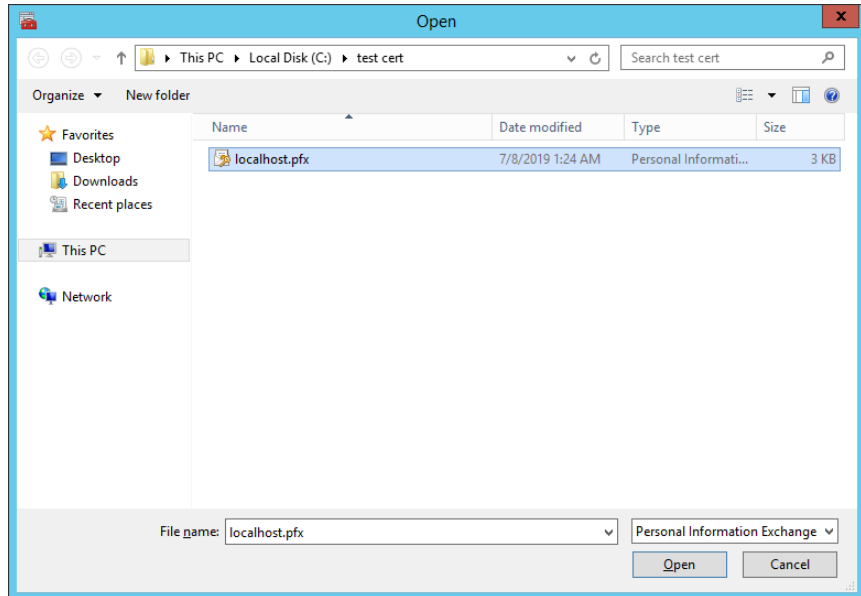 Open
x
This PC Local Disk (C:) test cert Search test cert
Organize New folder
Name Date modified Type Size
Favorites
Desktop
Downloads
Recent places
This PC
Network
localhost.pfx 7/8/2019 1:24 AM Personal Informati... 3 KB
File name: localhost.pfx Personal Information Exchange
Open Cancel